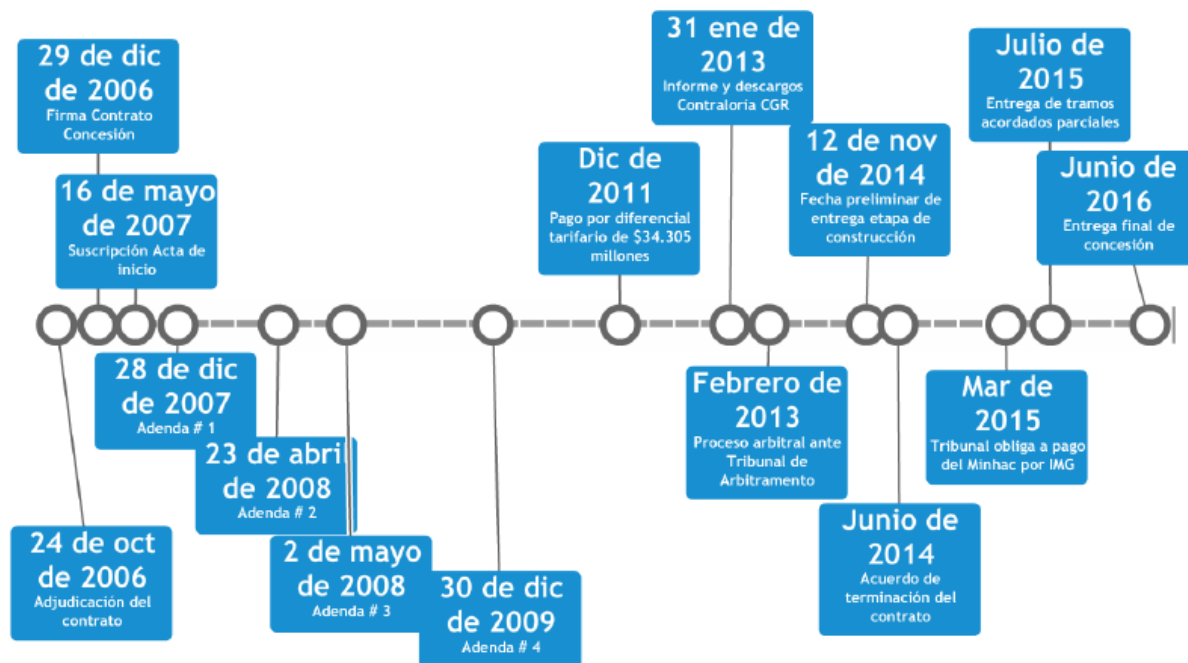 29 de dic
de 2006
Firma Contrato
Concesión
16 de mayo
de 2007
Suscripción Acta de
inicio
Dic de
2011
Pago por diferencial
tarifario de $34.305
millones
31 ene de
2013
Informe y descargos
Contraloría CGR
12 de nov
de 2014
Fecha preliminar de
entrega etapa de
construcción
Julio de
2015
Entrega de tramos
acordados parciales
Junio de
2016
Entrega final de
concesión
24 de oct
de 2006
Adjudicación del
contrato
28 de dic
de 2007
Adenda # 1
23 de abril
de 2008
Adenda # 2
2 de mayo
de 2008
Adenda # 3
30 de dic
de 2009
Adenda # 4
Febrero de
2013
Proceso arbitral ante
Tribunal de
Arbitramento
Junio de
2014
Acuerdo de
terminación del
contrato
Mar de
2015
Tribunal obliga a pago
del Minhac por IMG